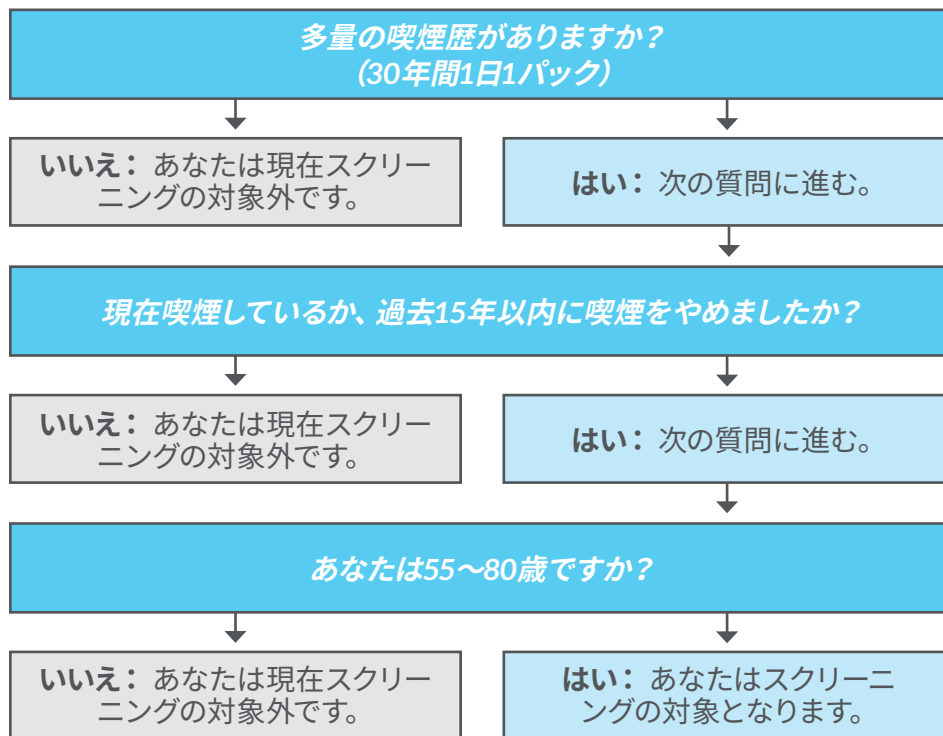 多量の喫煙歴がありますか？
（30年間1日1パック）
いいえ： あなたは現在スクリー
ニングの対象外です。
はい： 次の質問に進む。
現在喫煙しているか、過去15年以内に喫煙をやめましたか？
いいえ： あなたは現在スクリー
ニングの対象外です。
はい： 次の質問に進む。
あなたは55～80歳ですか？
いいえ： あなたは現在スクリー
ニングの対象外です。
はい： あなたはスクリーニ
ングの対象となります。